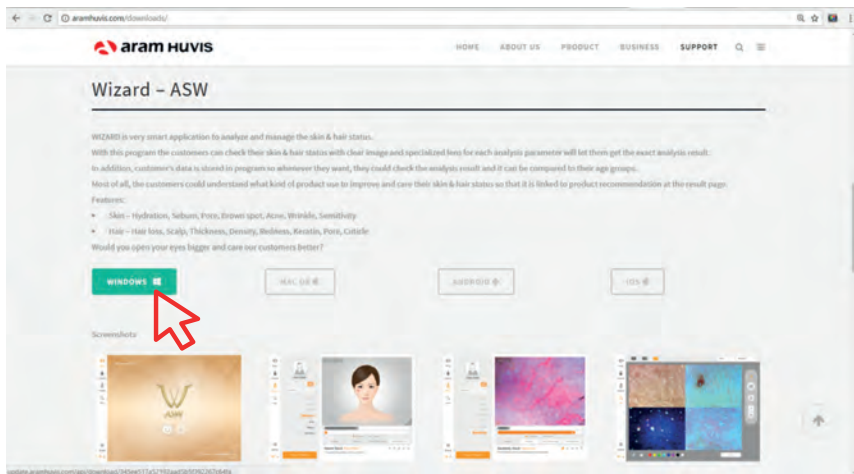 aramhuvis.com/downloads/
aram HUVIS
HOME ABOUT US PRODUCT BUSINESS SUPPORT
Wizard – ASW
WIZARD is very smart application to analyze and manage the skin & hair status.
With this program the customers can check their skin & hair status with clear image and specialized lens for each analysis parameter will let them get the exact analysis result.
In addition, customer's data is stored in program so whenever they want, they could check the analysis result and it can be compared to their age groups.
Most of all, the customers could understand what kind of product use to improve and care their skin & hair status so that it is linked to product recommendation at the result page.
Features:
• Skin – Hydration, Sebum, Pore, Brown spot, Acne, Wrinkle, Sensitivity
• Hair – Hair loss, Scalp, Thickness, Density, Redness, Keratin, Pore, Cuticle
Would you open your eyes bigger and care our customers better?
WINDOWS MAC OS ANDROID IOS
Screenshots
ASW